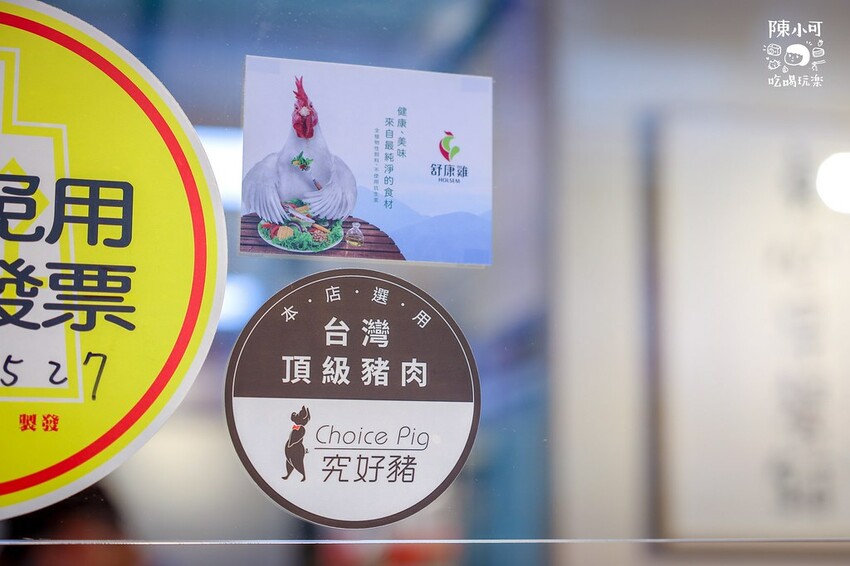 免用
發票
527
製發
健康、美味
來自最純淨的食材
舒康雞
HOLSEM
本·店·選·用
台灣
頂級豬肉
Choice Pig
究好豬
陳小可
吃喝玩樂